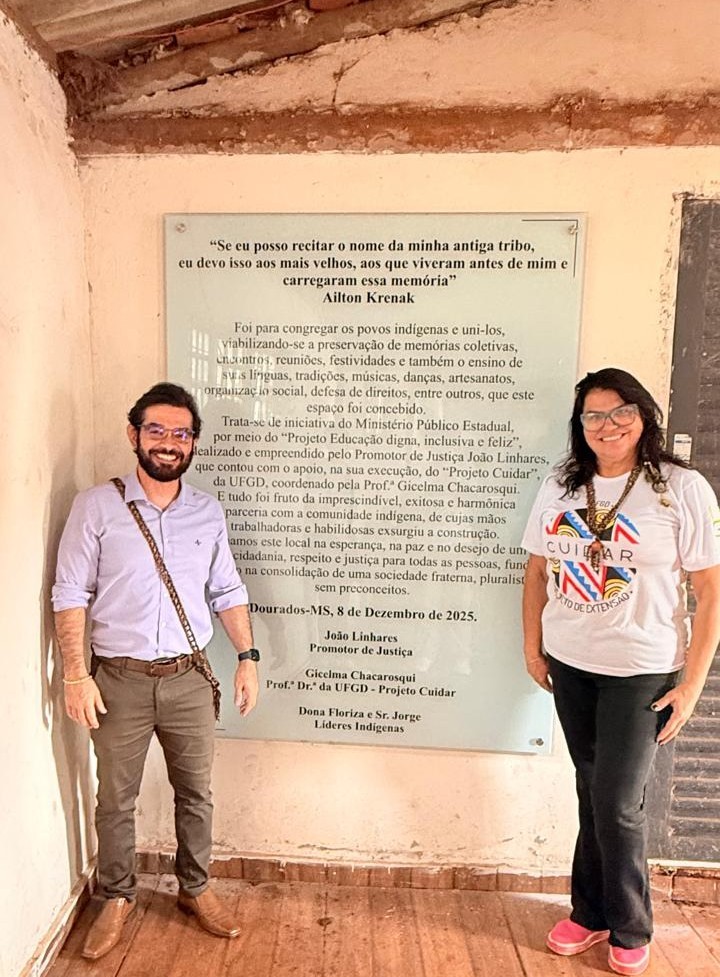 “Se eu posso recitar o nome da minha antiga tribo,
eu devo isso aos mais velhos, aos que viveram antes de mim e
carregaram essa memória”
Ailton Krenak
Foi para congregar os povos indígenas e uni-los,
viabilizando-se a preservação de memórias coletivas,
encontros, reuniões, festividades e também o ensino de
suas línguas, tradições, músicas, danças, artesanatos,
organização social, defesa de direitos, entre outros, que este
espaço foi concebido.
Trata-se de iniciativa do Ministério Público Estadual,
por meio do “Projeto Educação digna, inclusiva e feliz”,
idealizado e empreendido pelo Promotor de Justiça João Linhares,
que contou com o apoio, na sua execução, do “Projeto Cuidar”,
da UFGD, coordenado pela Prof.ª Gicelma Chacarosqui.
E tudo foi fruto da imprescindível, exitosa e harmônica
parceria com a comunidade indígena, de cujas mãos
trabalhadoras e habilidosas exsurgiu a construção.
este local na esperança, na paz e no desejo de
cidadania, respeito e justiça para todas as pessoas,
na consolidação de uma sociedade fraterna,
sem preconceitos.
Dourados-MS, 8 de Dezembro de 2025.
João Linhares
Promotor de Justiça
Gicelma Chacarosqui
Prof.ª Dr.ª da UFGD - Projeto Cuidar
Dona Floriza e Sr. Jorge
Líderes Indígenas
CUIDAR
DE EXTENSÃO